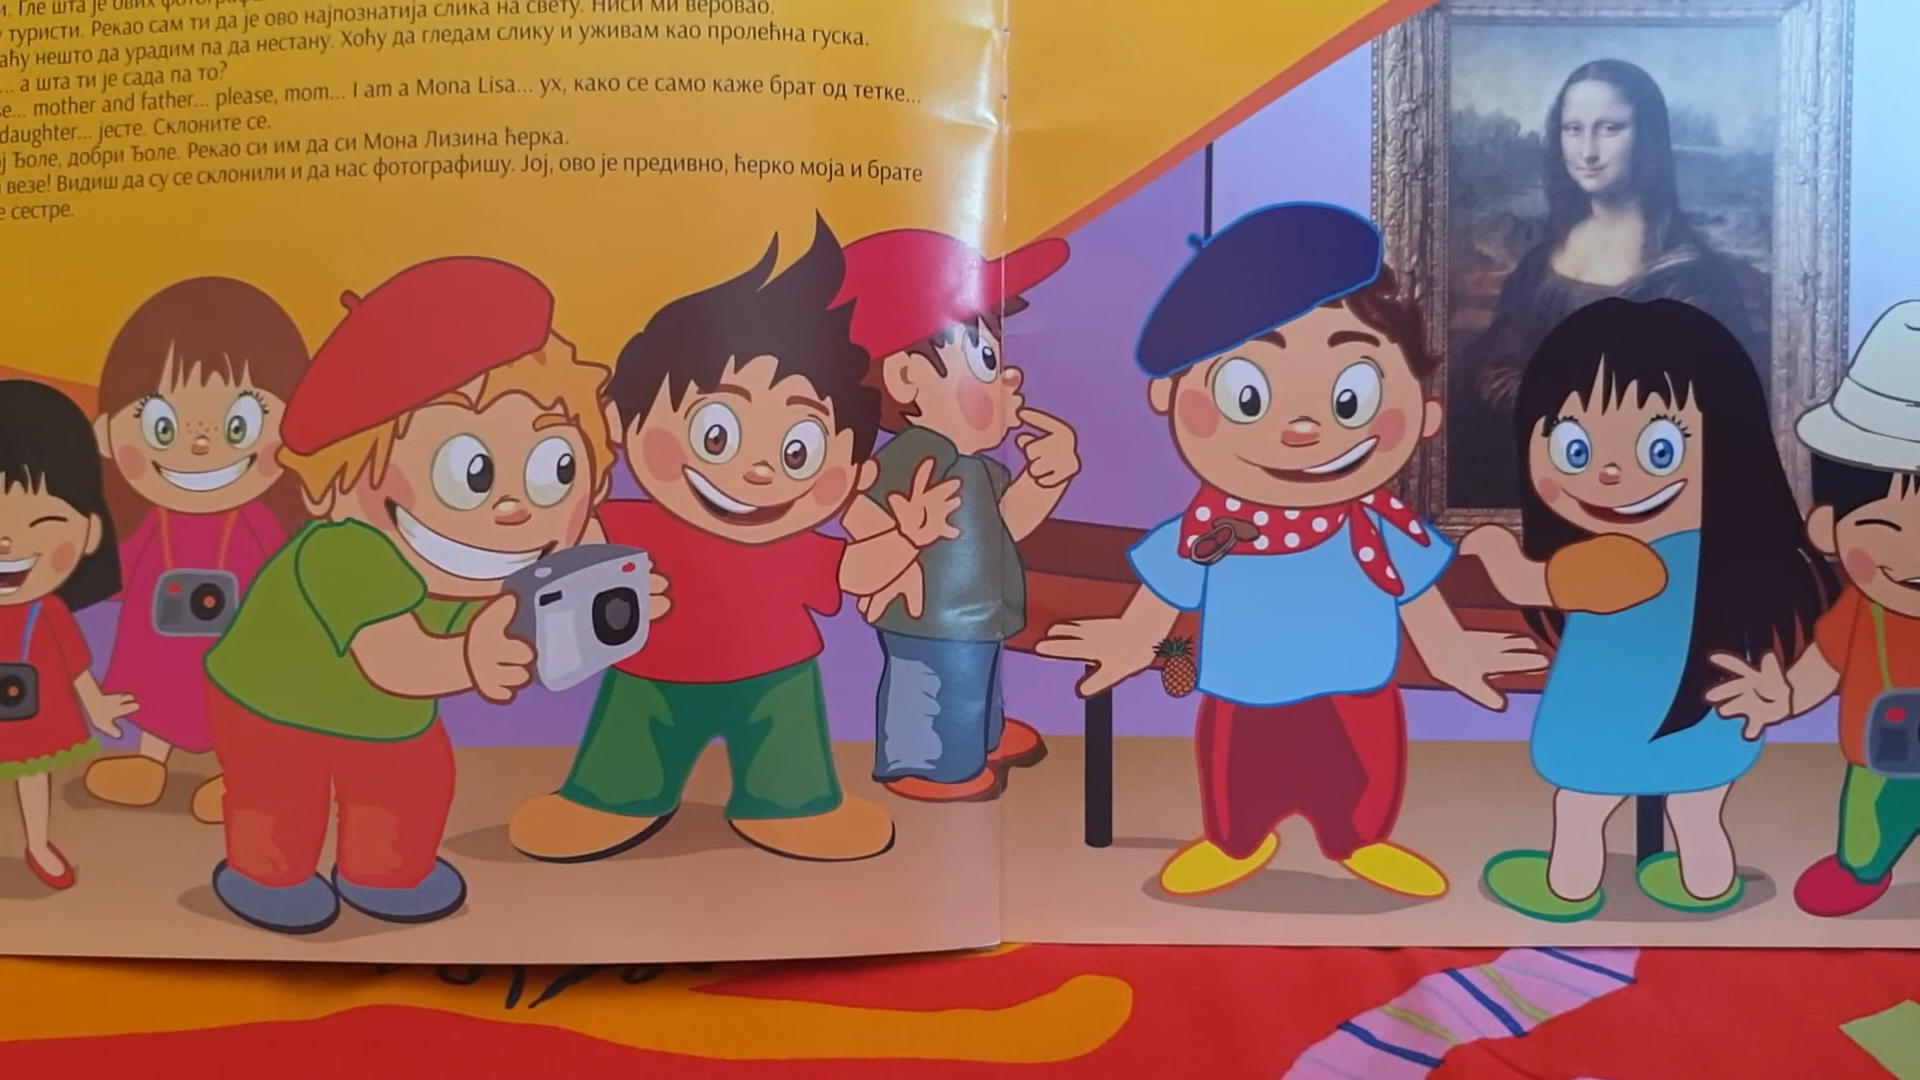 и. Гле шта је ових
туристи. Рекао сам ти да је ово најпознатија слика на свету. Ниси ми веровао.
нешто да урадим па да нестану. Хоћу да гледам слику и уживам као пролећна гуска.
... а шта ти је сада па то?
se... mother and father... please, mom... I am a Mona Lisa... ух, како се само каже брат од тетке...
daughter... јесте. Склоните се.
ј Ђоле, добри Ђоле. Рекао си им да си Мона Лизина ћерка.
везе! Видиш да су се склонили и да нас фотографишу. Јој, ово је предивно, ћерко моја и брате
е сестре.